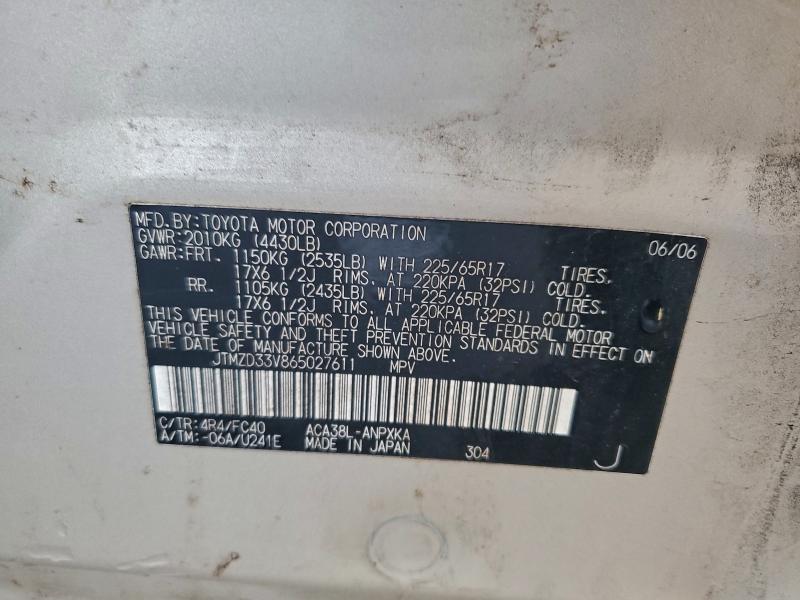 MFD.BY:TOYOTA MOTOR CORPORATION 06/06
GVWR:2010KG (4430LB)
GAWR:FRT. 1150KG (2535LB) WITH 225/65R17 TIRES.
17X6 1/2J RIMS, AT 220KPA (32PSI) COLD.
RR. 1105KG (2435LB) WITH 225/65R17 TIRES.
17X6 1/2J RIMS, AT 220KPA (32PSI) COLD.
THIS VEHICLE CONFORMS TO ALL APPLICABLE FEDERAL MOTOR
VEHICLE SAFETY AND THEFT PREVENTION STANDARDS IN EFFECT ON
THE DATE OF MANUFACTURE SHOWN ABOVE.
JTMZD33V865027611 MPV
C/TR:4R4/FC40 ACA38L-ANPXKA
A/TM:-06A/U241E MADE IN JAPAN 304 J